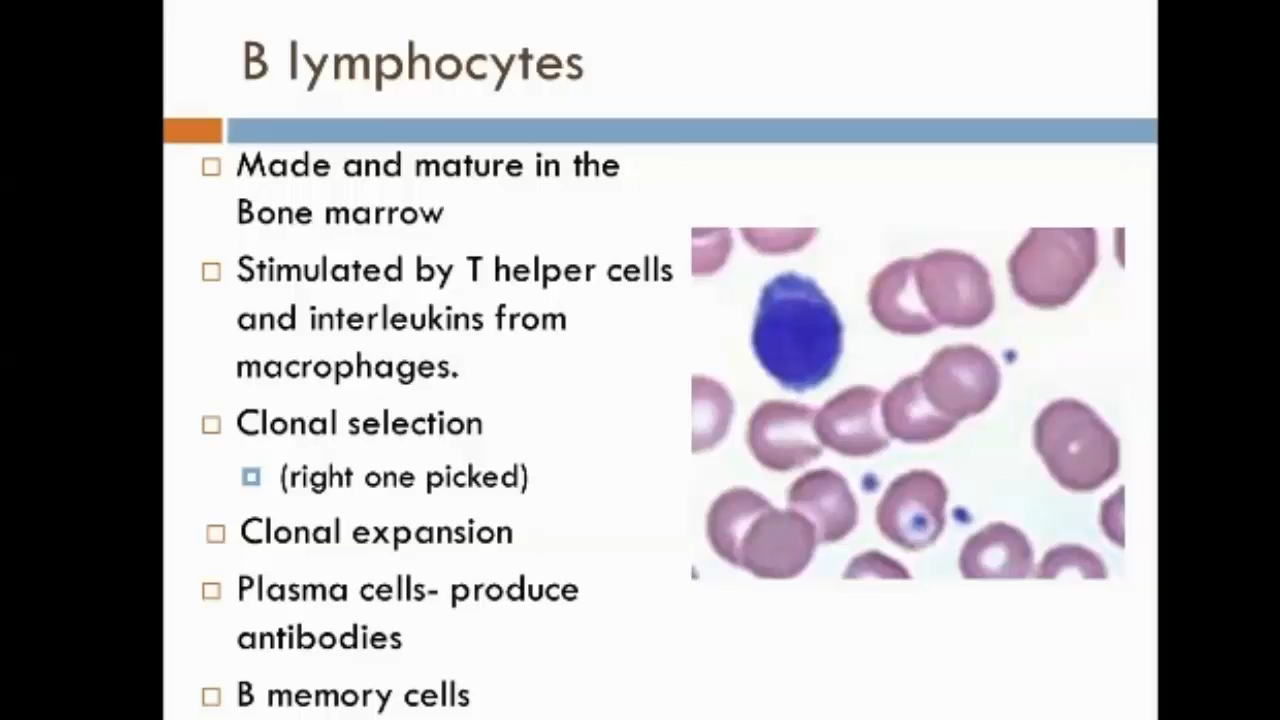 B lymphocytes
Made and mature in the
Bone marrow
Stimulated by T helper cells
and interleukins from
macrophages.
Clonal selection
(right one picked)
Clonal expansion
Plasma cells- produce
antibodies
B memory cells